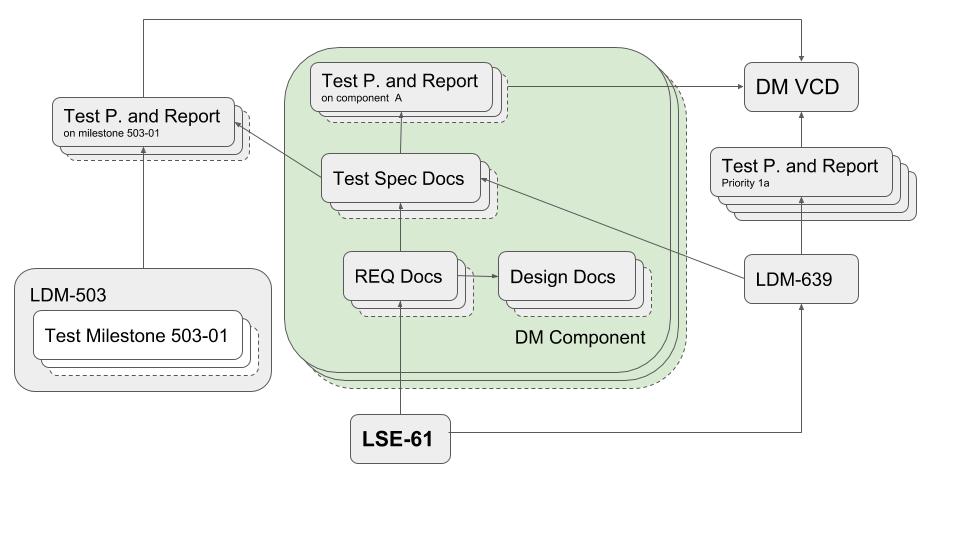 Test P. and Report
on component A
DM VCD
Test P. and Report
on milestone 503-01
Test Spec Docs
Test P. and Report
Priority 1a
REQ Docs
Design Docs
LDM-639
LDM-503
Test Milestone 503-01
DM Component
LSE-61